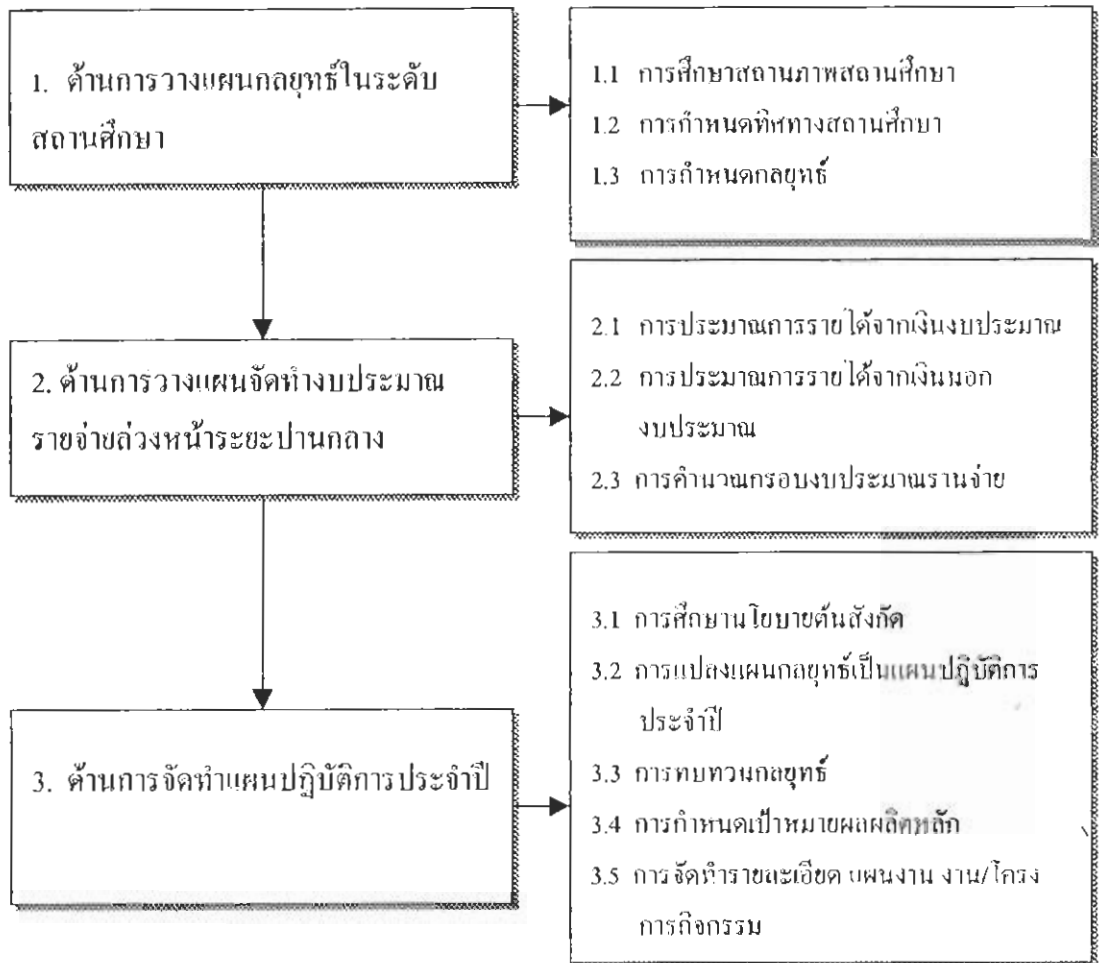 1. ด้านการวางแผนกลยุทธ์ในระดับ
สถานศึกษา
1.1 การศึกษาสถานภาพสถานศึกษา
1.2 การกำหนดทิศทางสถานศึกษา
1.3 การกำหนดกลยุทธ์
2. ด้านการวางแผนจัดทำงบประมาณ
รายจ่ายล่วงหน้าระยะปานกลาง
2.1 การประมาณการรายได้จากเงินงบประมาณ
2.2 การประมาณการรายได้จากเงินนอก
งบประมาณ
2.3 การคำนวณกรอบงบประมาณรานจ่าย
3. ด้านการจัดทำแผนปฏิบัติการประจำปี
3.1 การศึกษานโยบายต้นสังกัด
3.2 การแปลงแผนกลยุทธ์เป็นแผนปฏิบัติการ
ประจำปี
3.3 การทบทวนกลยุทธ์
3.4 การกำหนดเป้าหมายผลผลิตหลัก
3.5 การจัดทำรายละเอียด แผนงาน งาน/โครง
การกิจกรรม